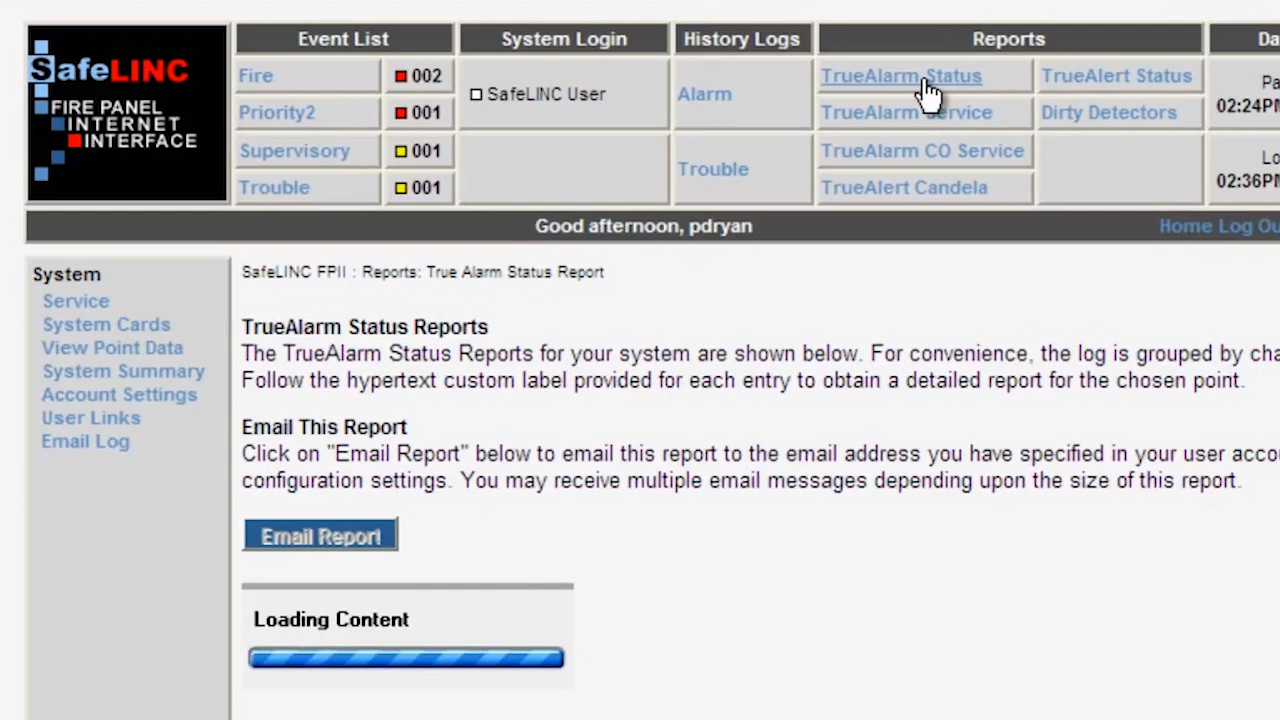 SafeLINC
FIRE PANEL
INTERNET
INTERFACE
Event List
Fire 002
Priority2 001
Supervisory 001
Trouble 001
System Login
SafeLINC User
History Logs
Alarm
Trouble
Reports
TrueAlarm Status TrueAlert Status
TrueAlarm Service Dirty Detectors
TrueAlarm CO Service
TrueAlert Candela
02:24PM
02:36PM
Good afternoon, pdryan
Home Log
System
Service
System Cards
View Point Data
System Summary
Account Settings
User Links
Email Log
SafeLINC FPII : Reports: True Alarm Status Report
TrueAlarm Status Reports
The TrueAlarm Status Reports for your system are shown below. For convenience, the log is grouped by
Follow the hypertext custom label provided for each entry to obtain a detailed report for the chosen point.
Email This Report
Click on "Email Report" below to email this report to the email address you have specified in your user
configuration settings. You may receive multiple email messages depending upon the size of this report.
Email Report
Loading Content